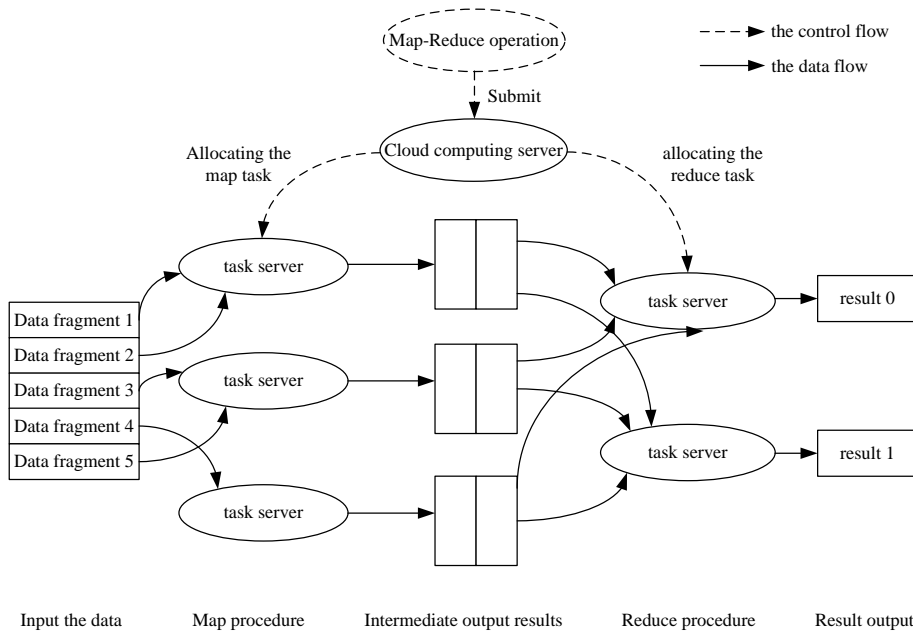 Map-Reduce operation
the control flow
the data flow
Submit
Cloud computing server
Allocating the
map task
allocating the
reduce task
task server
task server
task server
task server
task server
Data fragment 1
Data fragment 2
Data fragment 3
Data fragment 4
Data fragment 5
result 0
result 1
Input the data
Map procedure
Intermediate output results
Reduce procedure
Result output